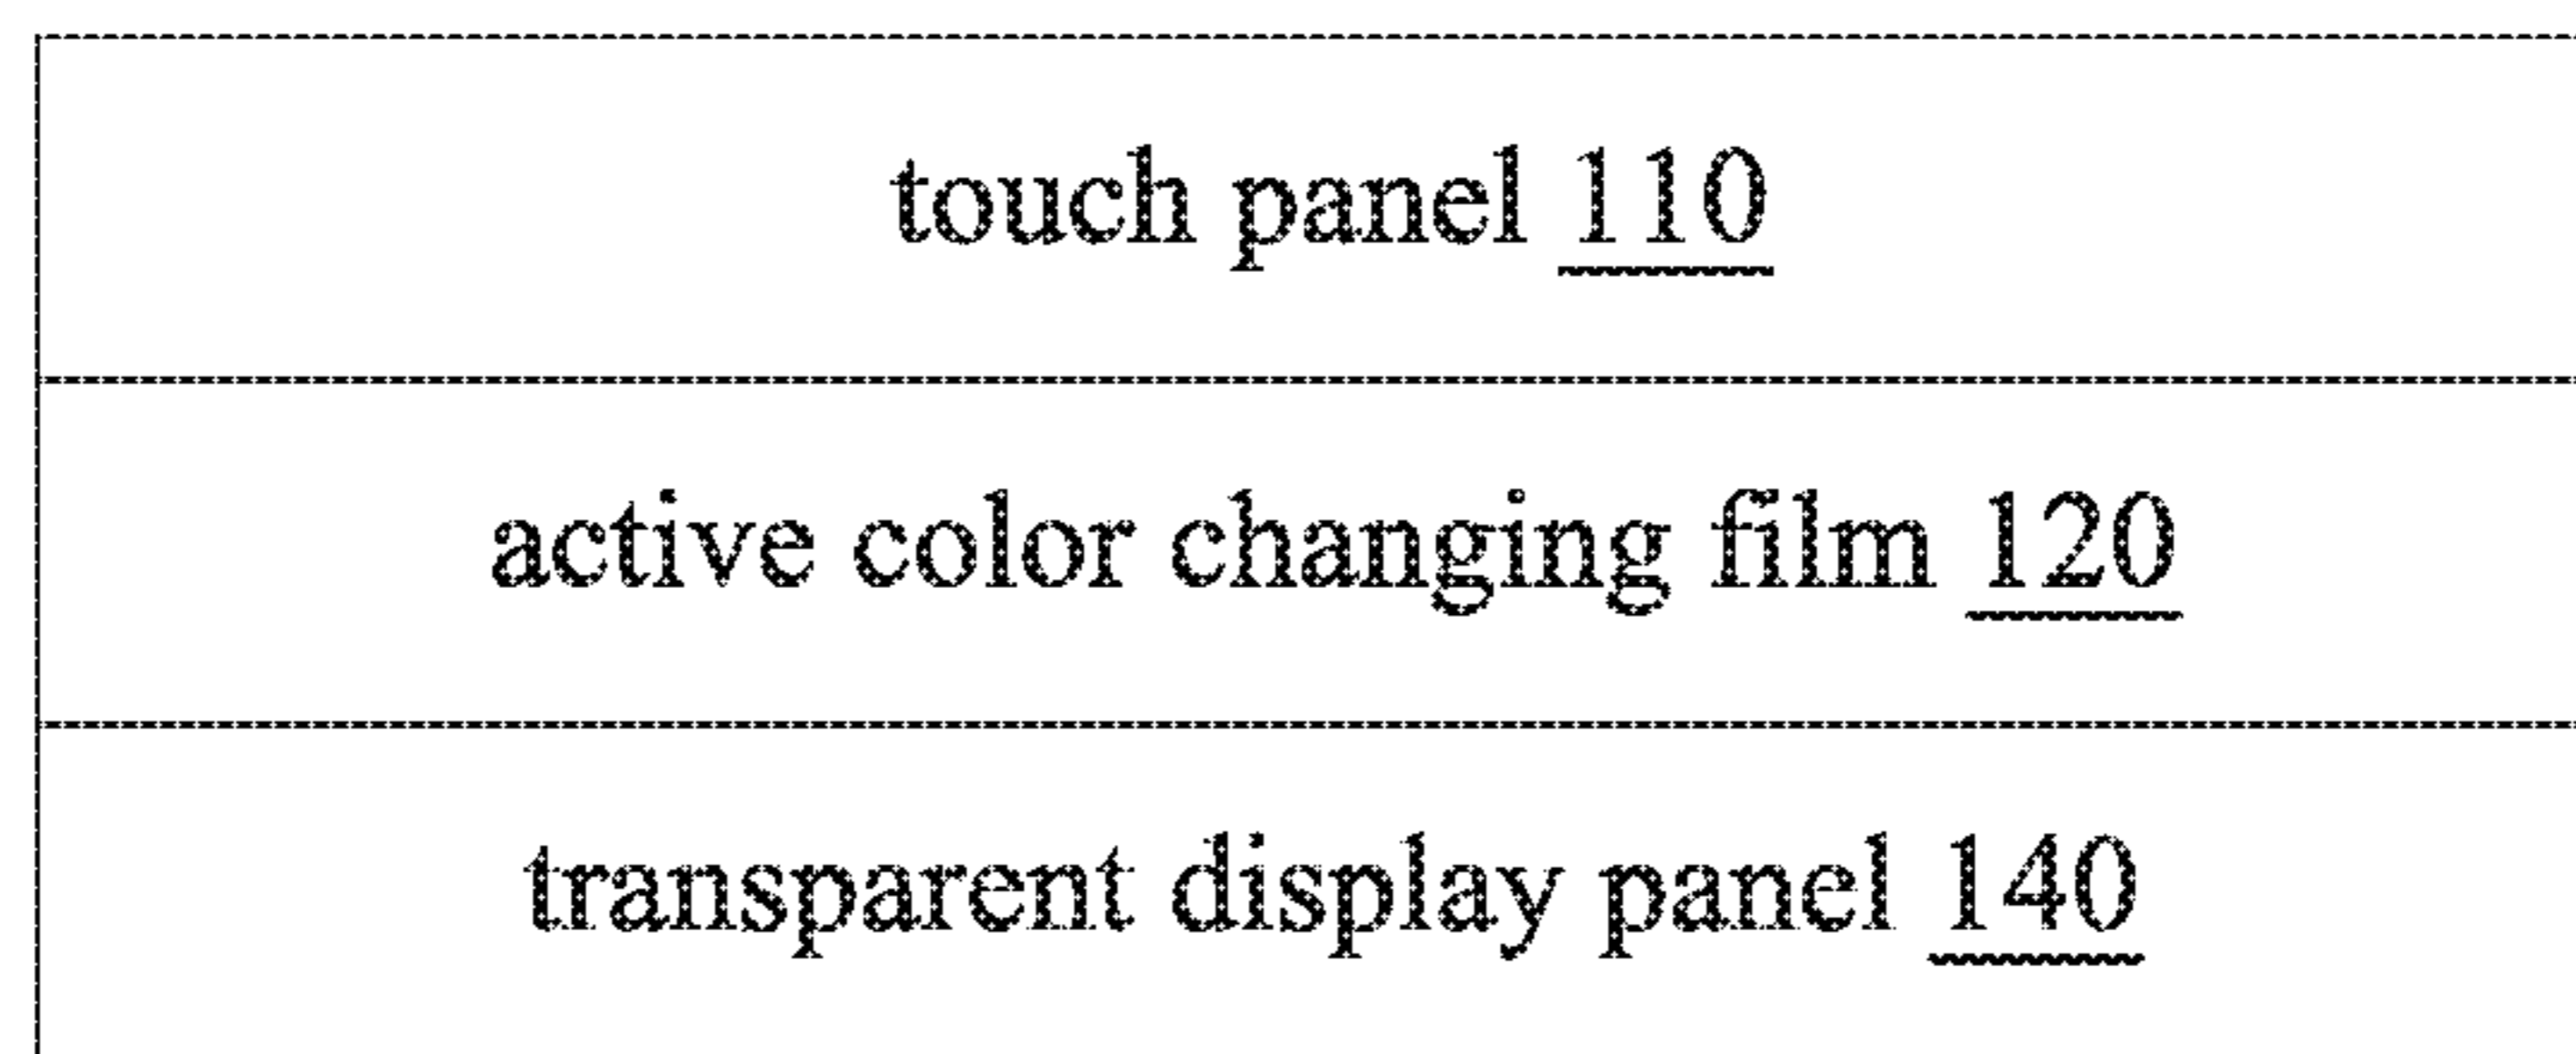 touch panel 110
active color changing film 120
transparent display panel 140